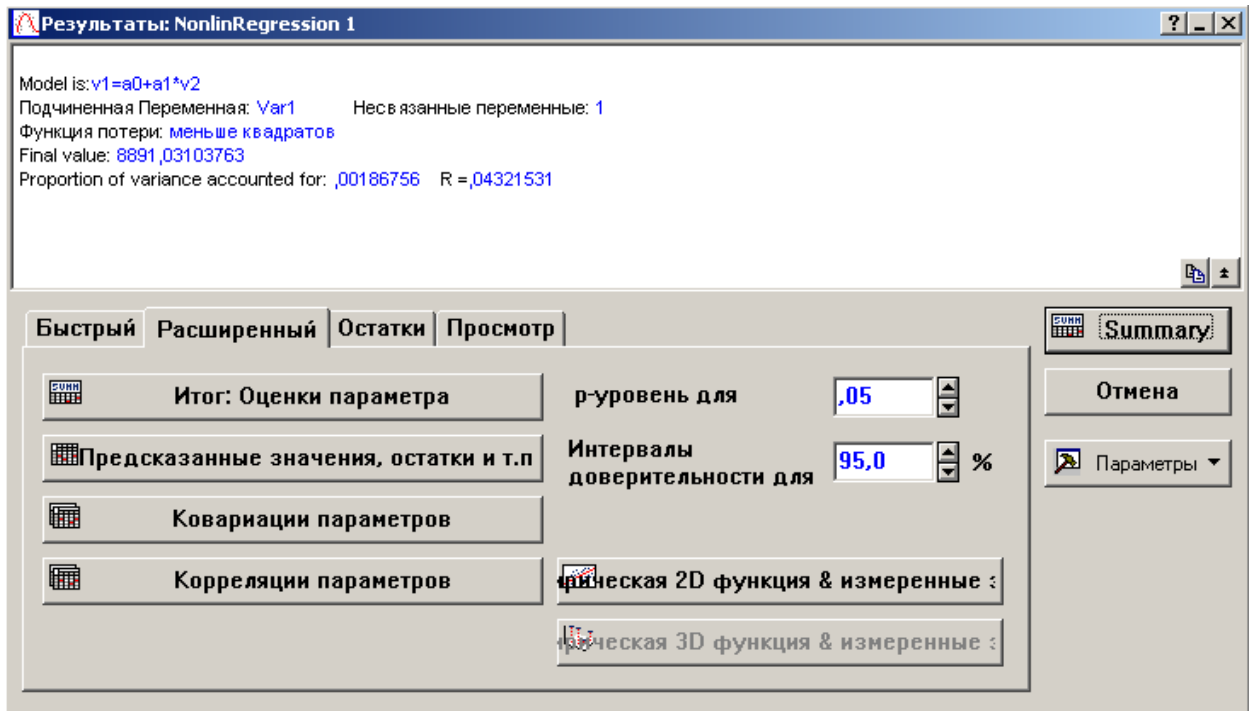 Результаты: NonlinRegression 1
Model is:v1=a0+a1*v2
Подчиненная Переменная: Var1 Несвязанные переменные: 1
Функция потери: меньше квадратов
Final value: 8891,03103763
Proportion of variance accounted for: ,00186756 R =,04321531
Быстрый Расширенный Остатки Просмотр
Summary
Итог: Оценки параметра
р-уровень для ,05
Отмена
Предсказанные значения, остатки и т.п
Интервалы
доверительности для 95,0 %
Параметры
Ковариации параметров
Корреляции параметров
ческая 2D функция & измеренные
ческая 3D функция & измеренные